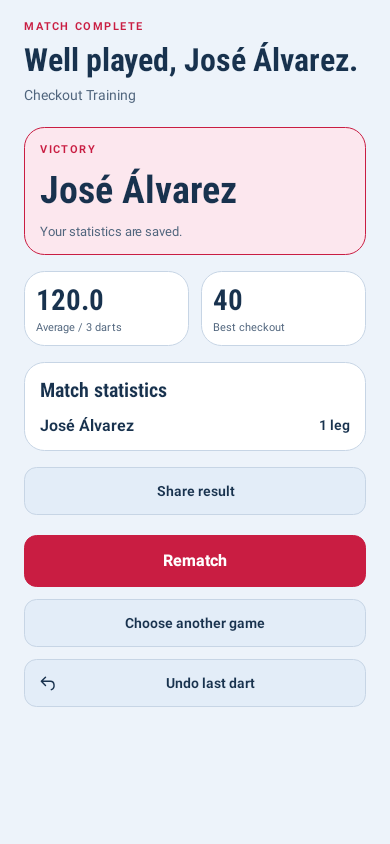 MATCH COMPLETE
Well played, José Álvarez.
Checkout Training
VICTORY
José Álvarez
Your statistics are saved.
120.0
Average / 3 darts
40
Best checkout
Match statistics
José Álvarez 1 leg
Share result
Rematch
Choose another game
Undo last dart